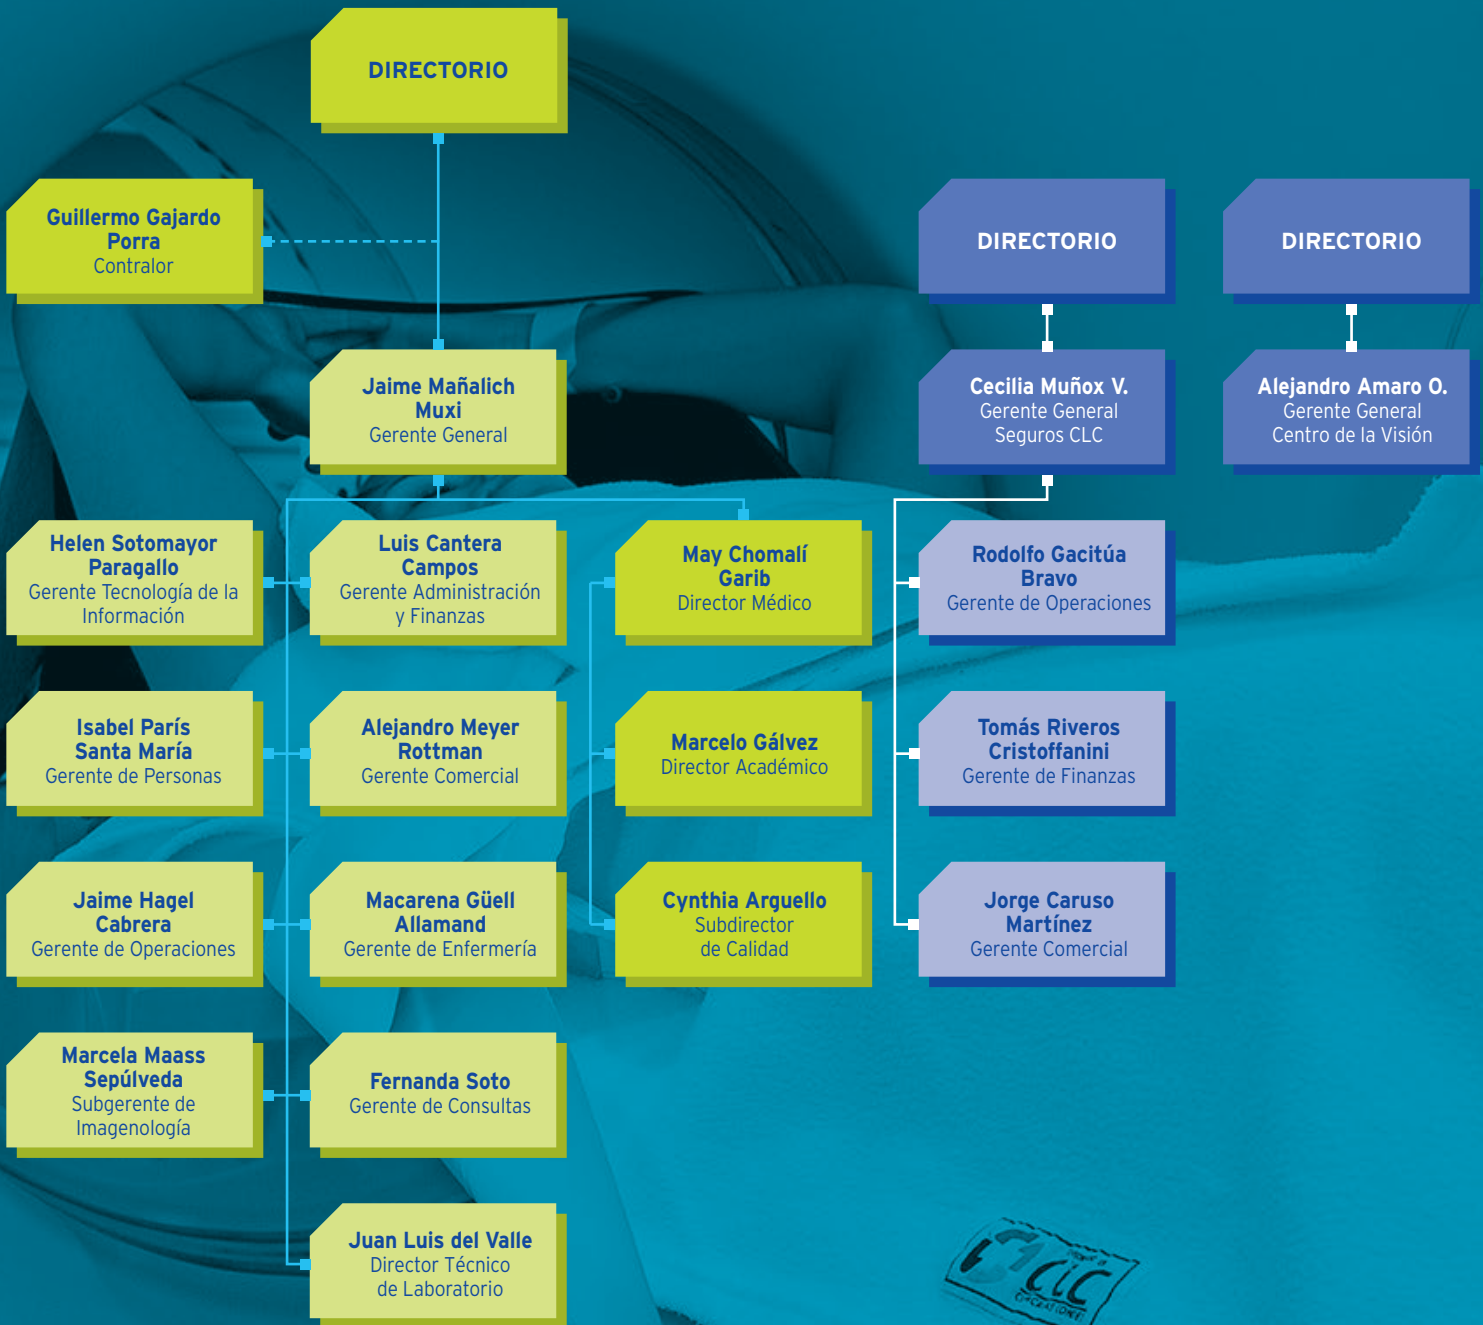 DIRECTORIO
Guillermo Gajardo
Porra
Contralor
DIRECTORIO
DIRECTORIO
Jaime Mañalich
Muxi
Gerente General
Cecilia Muñox V.
Gerente General
Seguros CLC
Alejandro Amaro O.
Gerente General
Centro de la Visión
Helen Sotomayor
Paragallo
Gerente Tecnología de la
Información
Luis Cantera
Campos
Gerente Administración
y Finanzas
May Chomalí
Garib
Director Médico
Rodolfo Gacitúa
Bravo
Gerente de Operaciones
Isabel París
Santa María
Gerente de Personas
Alejandro Meyer
Rottman
Gerente Comercial
Marcelo Gálvez
Director Académico
Tomás Riveros
Cristoffanini
Gerente de Finanzas
Jaime Hagel
Cabrera
Gerente de Operaciones
Macarena Güell
Allamand
Gerente de Enfermería
Cynthia Arguello
Subdirector
de Calidad
Jorge Caruso
Martínez
Gerente Comercial
Marcela Maass
Sepúlveda
Subgerente de
Imagenología
Fernanda Soto
Gerente de Consultas
Juan Luis del Valle
Director Técnico
de Laboratorio